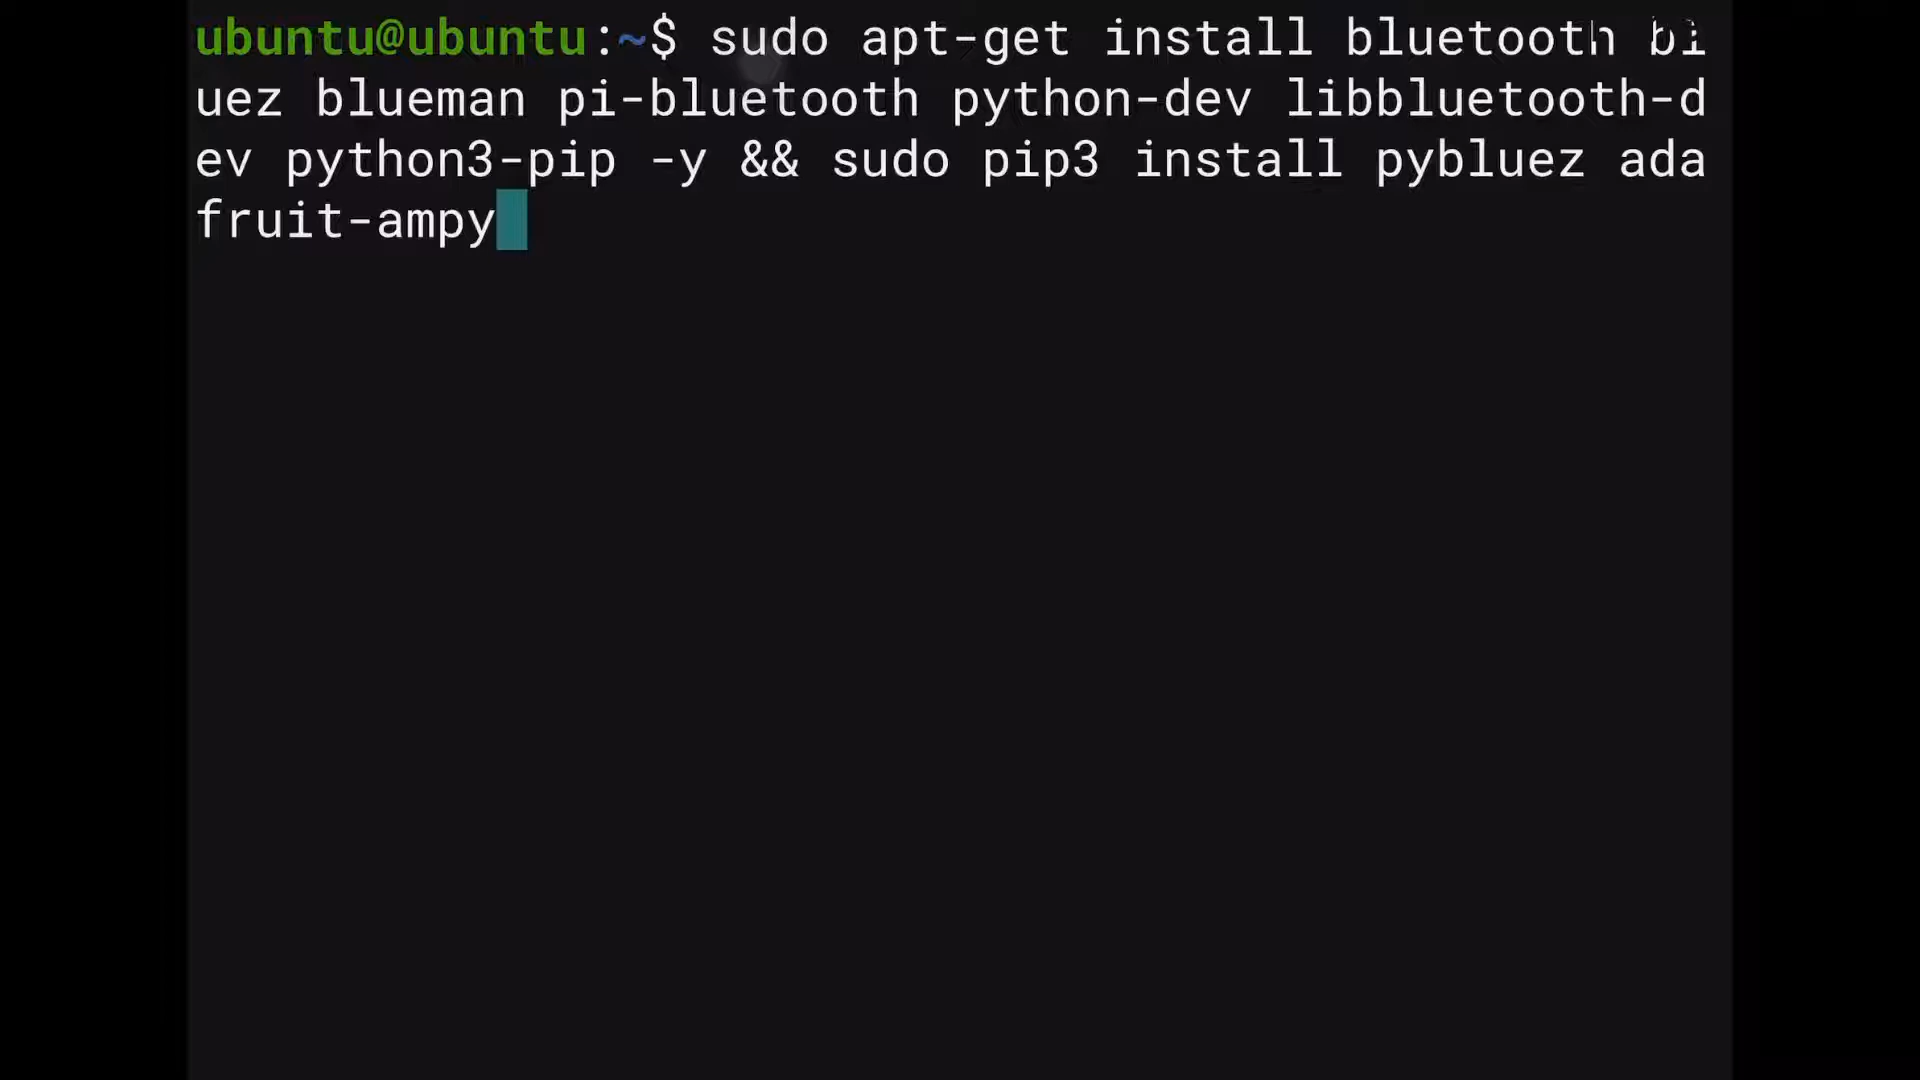 ubuntu@ubuntu:~$ sudo apt-get install bluetooth bl
uez blueman pi-bluetooth python-dev libbluetooth-d
ev python3-pip -y && sudo pip3 install pybluez ada
fruit-ampy